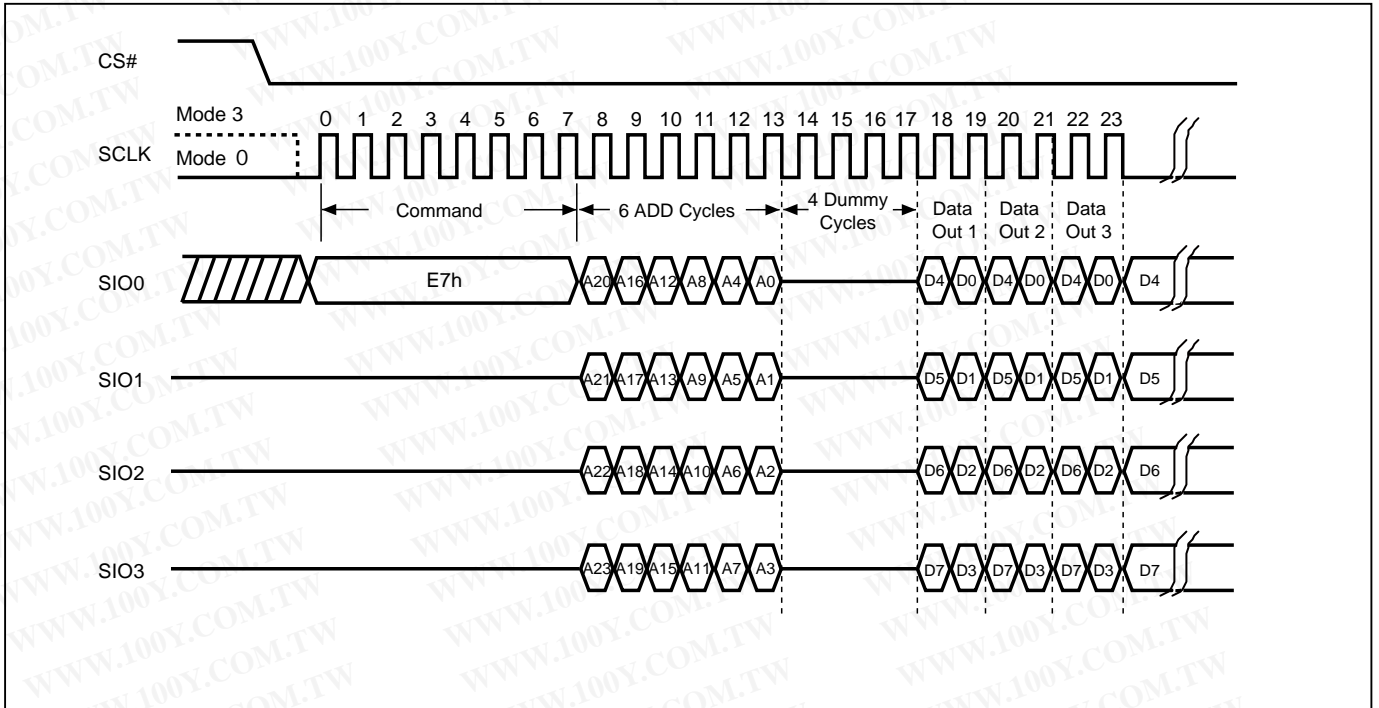 CS#
Mode 3
0 1 2 3 4 5 6 7 8 9 10 11 12 13 14 15 16 17 18 19 20 21 22 23
SCLK
Mode 0
Command
6 ADD Cycles
4 Dummy
Cycles
Data
Out 1
Data
Out 2
Data
Out 3
SIO0
E7h
A20 A16 A12 A8 A4 A0
D4 D0 D4 D0 D4 D0 D4
SIO1
A21 A17 A13 A9 A5 A1
D5 D1 D5 D1 D5 D1 D5
SIO2
A22 A18 A14 A10 A6 A2
D6 D2 D6 D2 D6 D2 D6
SIO3
A23 A19 A15 A11 A7 A3
D7 D3 D7 D3 D7 D3 D7
WWW.100Y.COM.TW